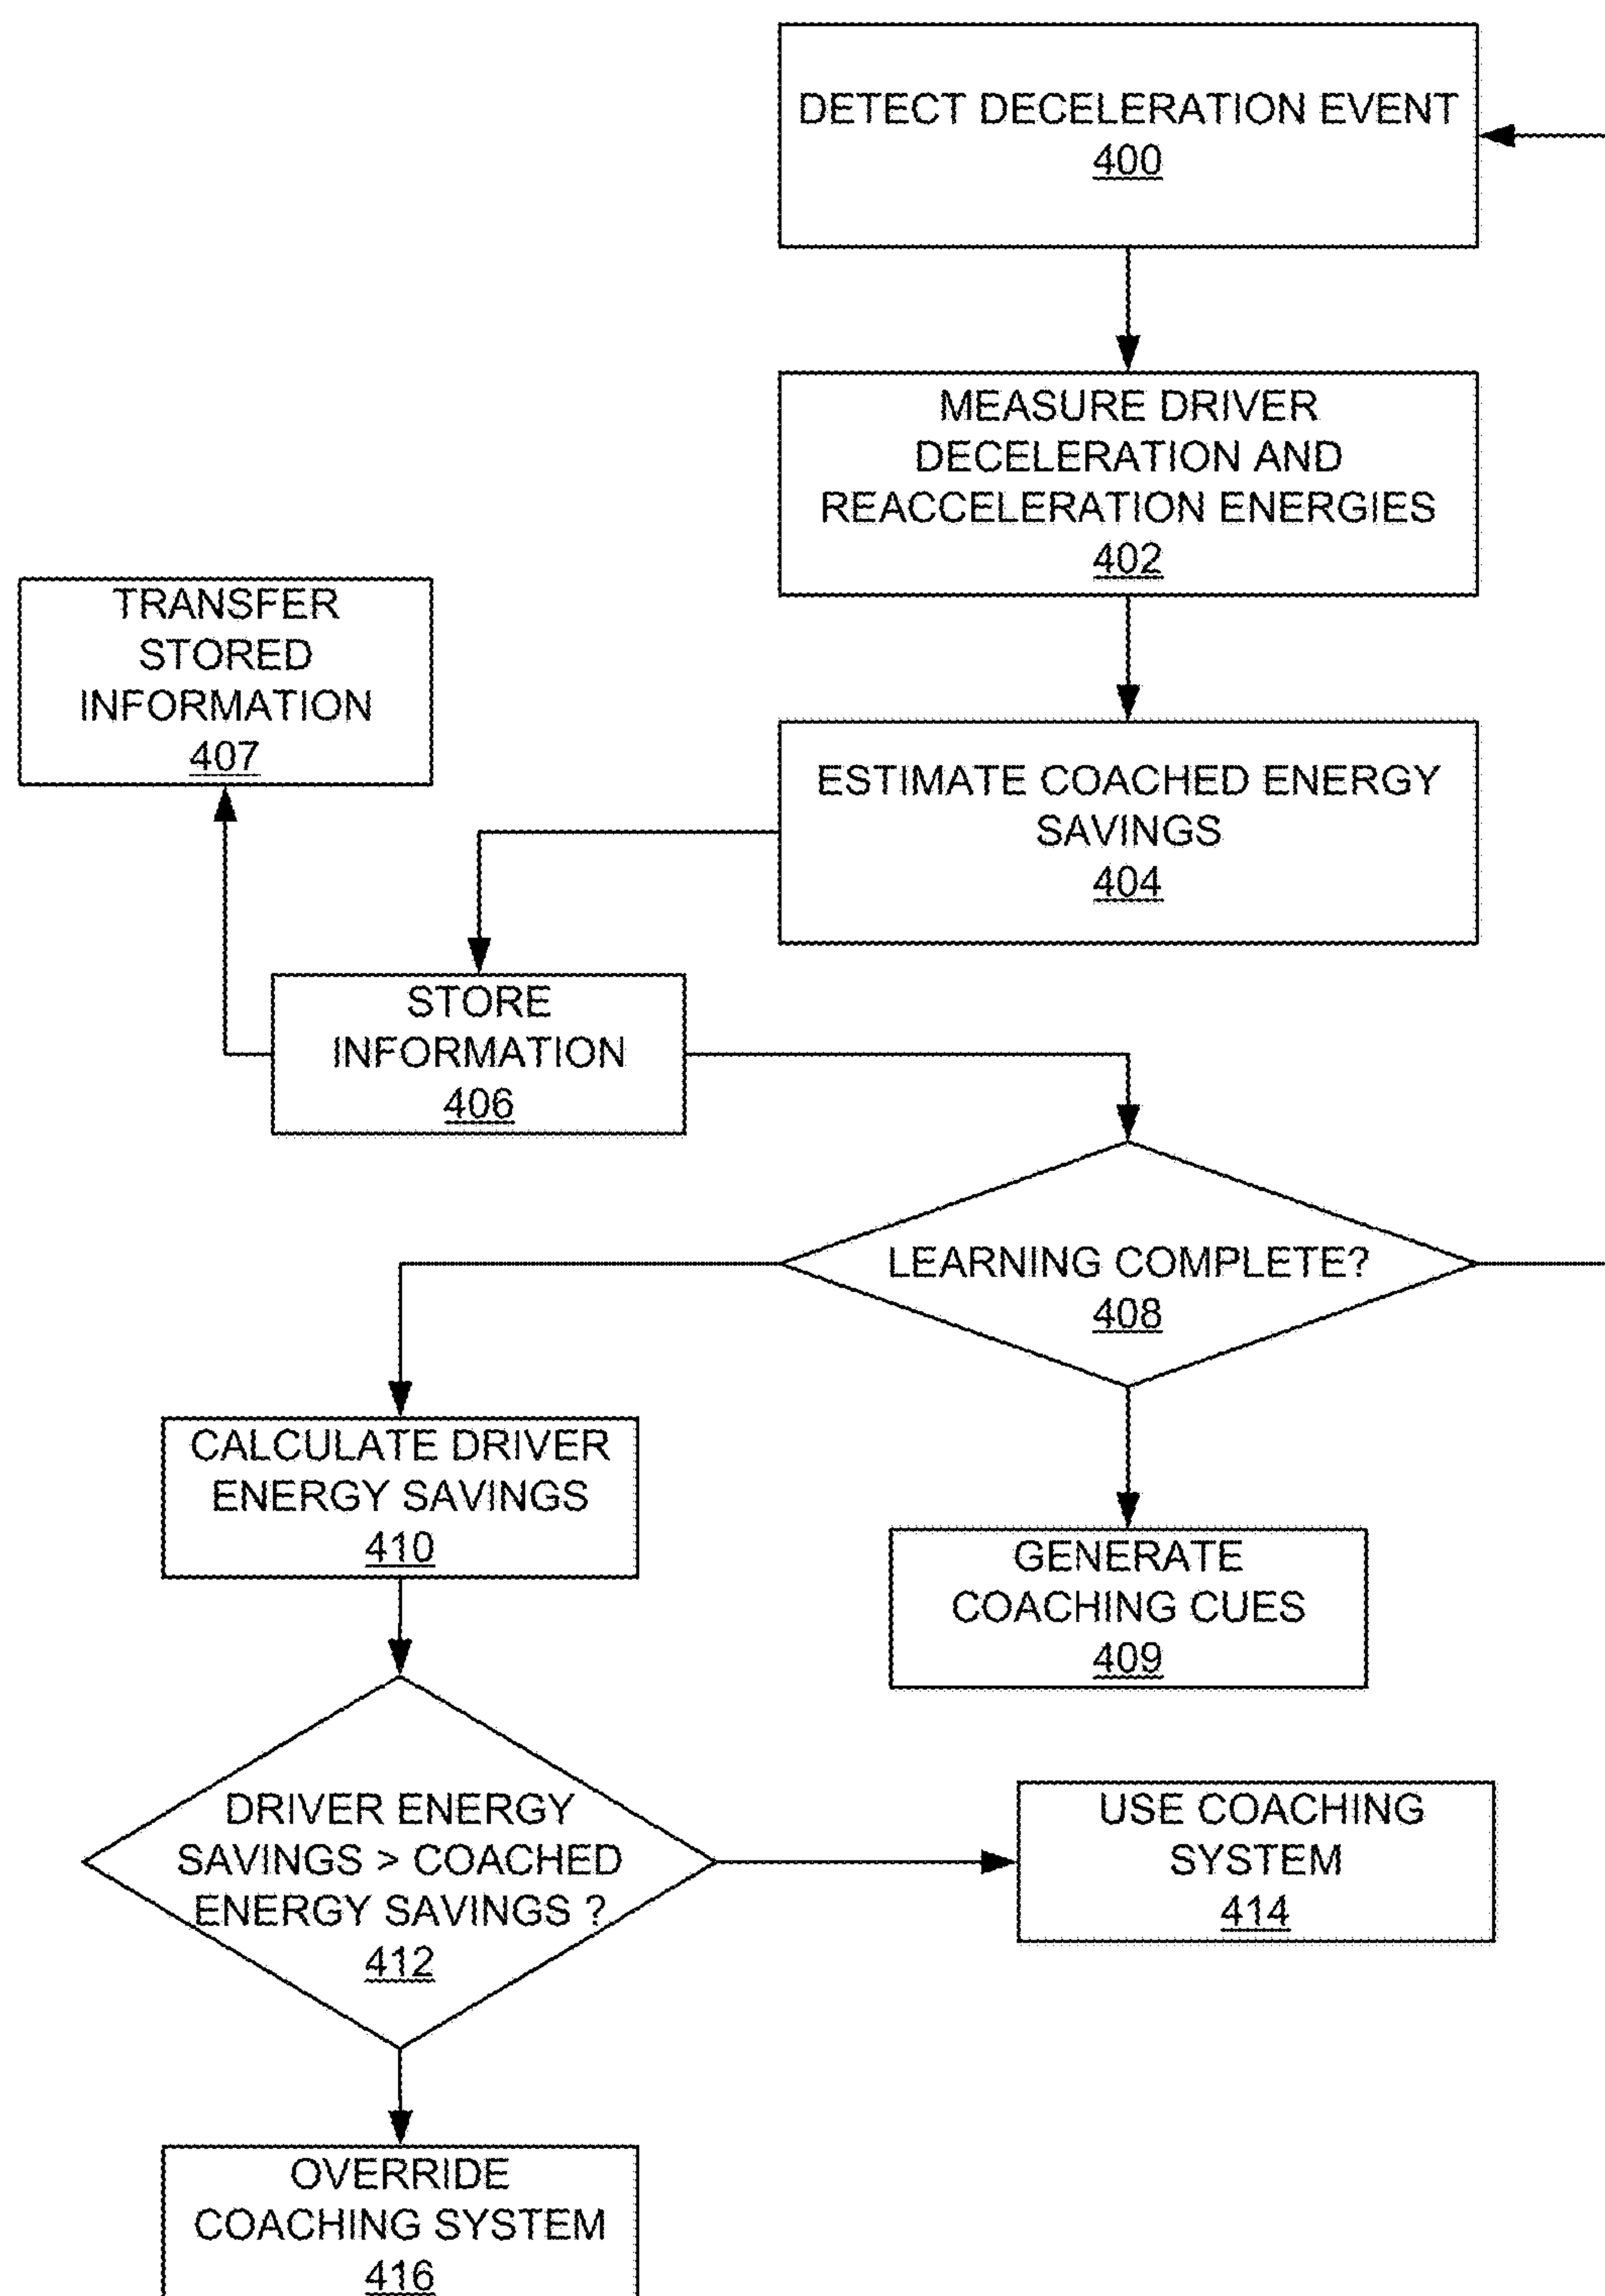 DETECT DECELERATION EVENT
400
MEASURE DRIVER
DECELERATION AND
REACCELERATION ENERGIES
402
TRANSFER
STORED
INFORMATION
407
ESTIMATE COACHED ENERGY
SAVINGS
404
STORE
INFORMATION
406
LEARNING COMPLETE?
408
CALCULATE DRIVER
ENERGY SAVINGS
410
GENERATE
COACHING CUES
409
DRIVER ENERGY
SAVINGS > COACHED
ENERGY SAVINGS ?
412
USE COACHING
SYSTEM
414
OVERRIDE
COACHING SYSTEM
416